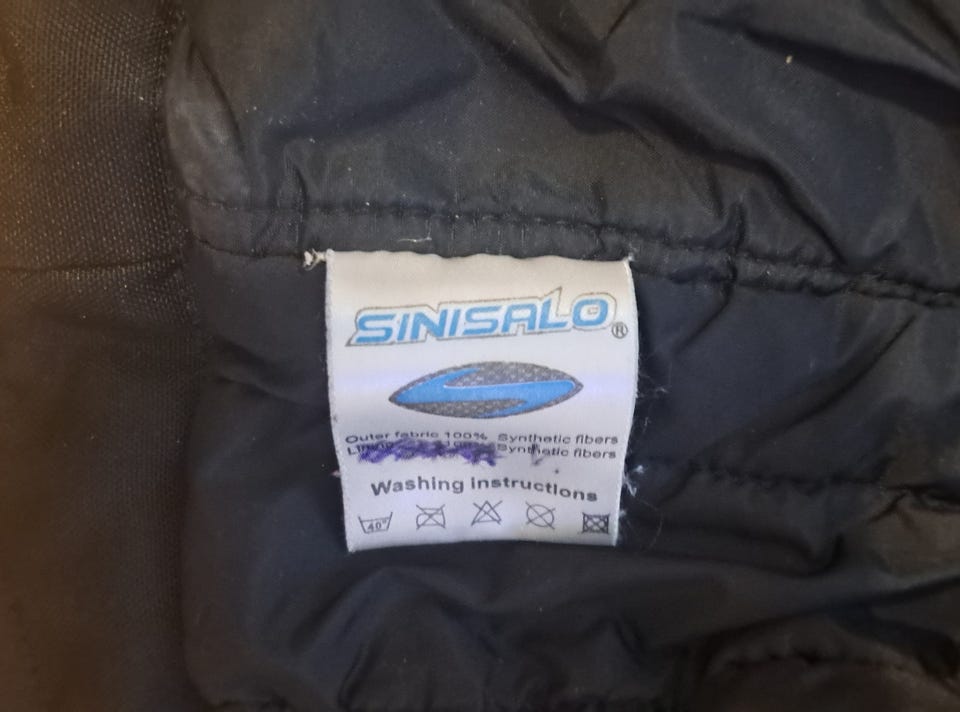 SINISALO®
Outer fabric 100% Synthetic fibers
Synthetic fibers
Washing instructions
40°